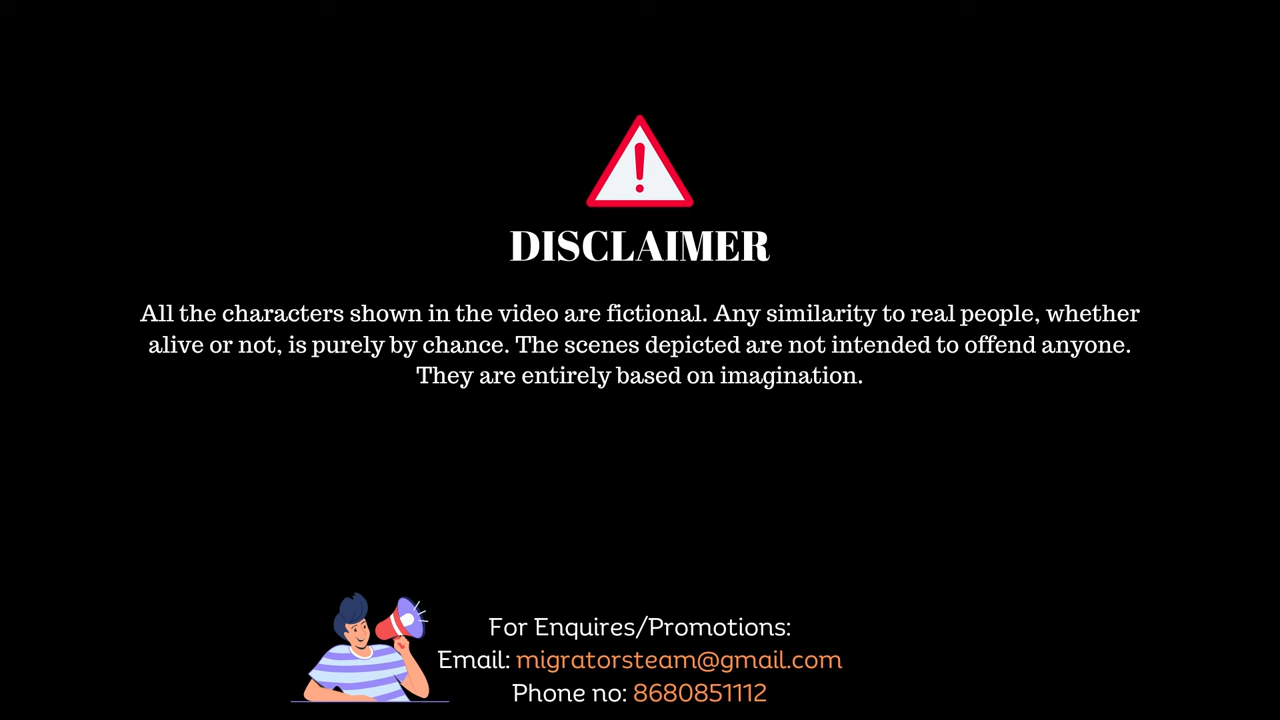 DISCLAIMER
All the characters shown in the video are fictional. Any similarity to real people, whether
alive or not, is purely by chance. The scenes depicted are not intended to offend anyone.
They are entirely based on imagination.
For Enquires/Promotions:
Email: migratorsteam@gmail.com
Phone no: 8680851112